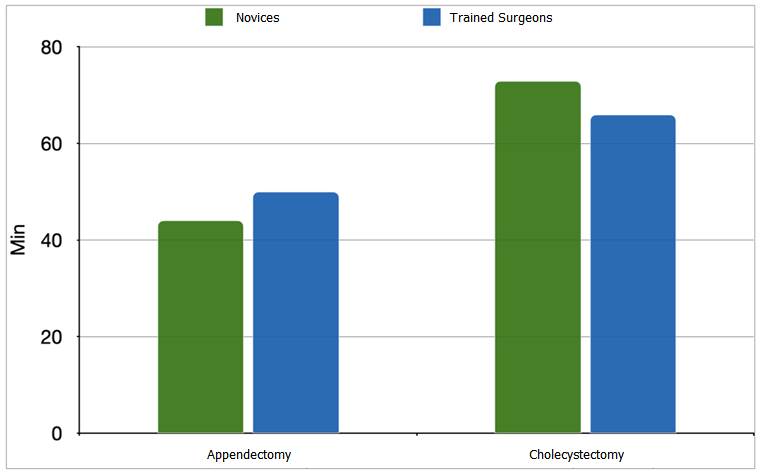 Novices
Trained Surgeons
80
60
40
20
0
Min
Appendectomy
Cholecystectomy